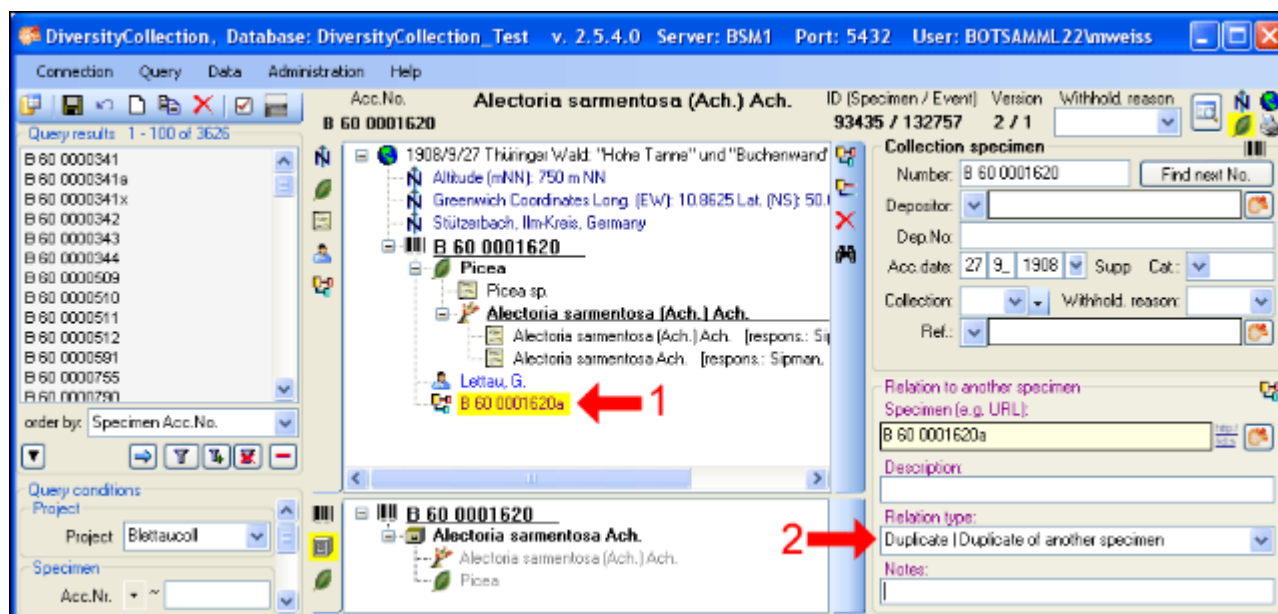 DiversityCollection, Database: DiversityCollection_Test v. 2.5.4.0 Server: BSM1 Port: 5432 User: BOTSAMML22\mweiss
Connection Query Data Administration Help
Query results 1 - 100 of 3626
B 60 0000341
B 60 0000341a
B 60 0000341x
B 60 0000342
B 60 0000343
B 60 0000344
B 60 0000509
B 60 0000510
B 60 0000511
B 60 0000512
B 60 0000591
B 60 0000755
B 60 0000790
order by: Specimen Acc.No.
Query conditions
Project
Project Blettaucoll
Specimen
Acc.Nr. ~
Acc.No. Alectoria sarmentosa (Ach.) Ach. ID (Specimen / Event) Version Withhold. reason
B 60 0001620 93435 / 132757 2 / 1
1908/9/27 Thüringer Wald: "Hohe Tanne" und "Buchenwand"
Altitude (mNN): 750 m NN
Greenwich Coordinates Long. (EW): 10.8625 Lat. (NS): 50.
Stützerbach, Ilm-Kreis, Germany
B 60 0001620
Picea
Picea sp.
Alectoria sarmentosa (Ach.) Ach.
Alectoria sarmentosa (Ach.) Ach. [respons.: Si
Alectoria sarmentosa Ach. [respons.: Sipman,
Lettau, G.
B 60 0001620a
1
B 60 0001620
Alectoria sarmentosa Ach.
Alectoria sarmentosa (Ach.) Ach.
Picea
Collection specimen
Number: B 60 0001620 Find next No.
Depositor:
Dep.No:
Acc.date: 27 9_ 1908 Supp Cat.:
Collection: Withhold. reason:
Ref.:
Relation to another specimen
Specimen (e.g. URL):
B 60 0001620a
Description:
Relation type:
2
Duplicate | Duplicate of another specimen
Notes: